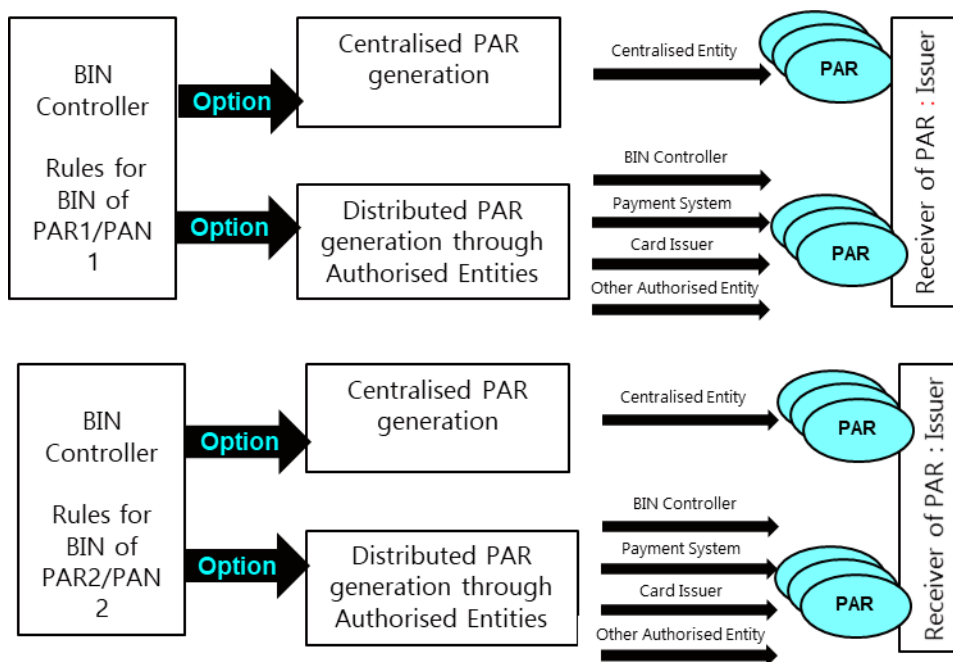 BIN
Controller
Rules for
BIN of
PAR1/PAN
1
Option
Centralised PAR
generation
Centralised Entity
PAR
Option
Distributed PAR
generation through
Authorised Entities
BIN Controller
Payment System
Card Issuer
Other Authorised Entity
PAR
Receiver of PAR : Issuer
BIN
Controller
Rules for
BIN of
PAR2/PAN
2
Option
Centralised PAR
generation
Centralised Entity
PAR
Option
Distributed PAR
generation through
Authorised Entities
BIN Controller
Payment System
Card Issuer
Other Authorised Entity
PAR
Receiver of PAR : Issuer